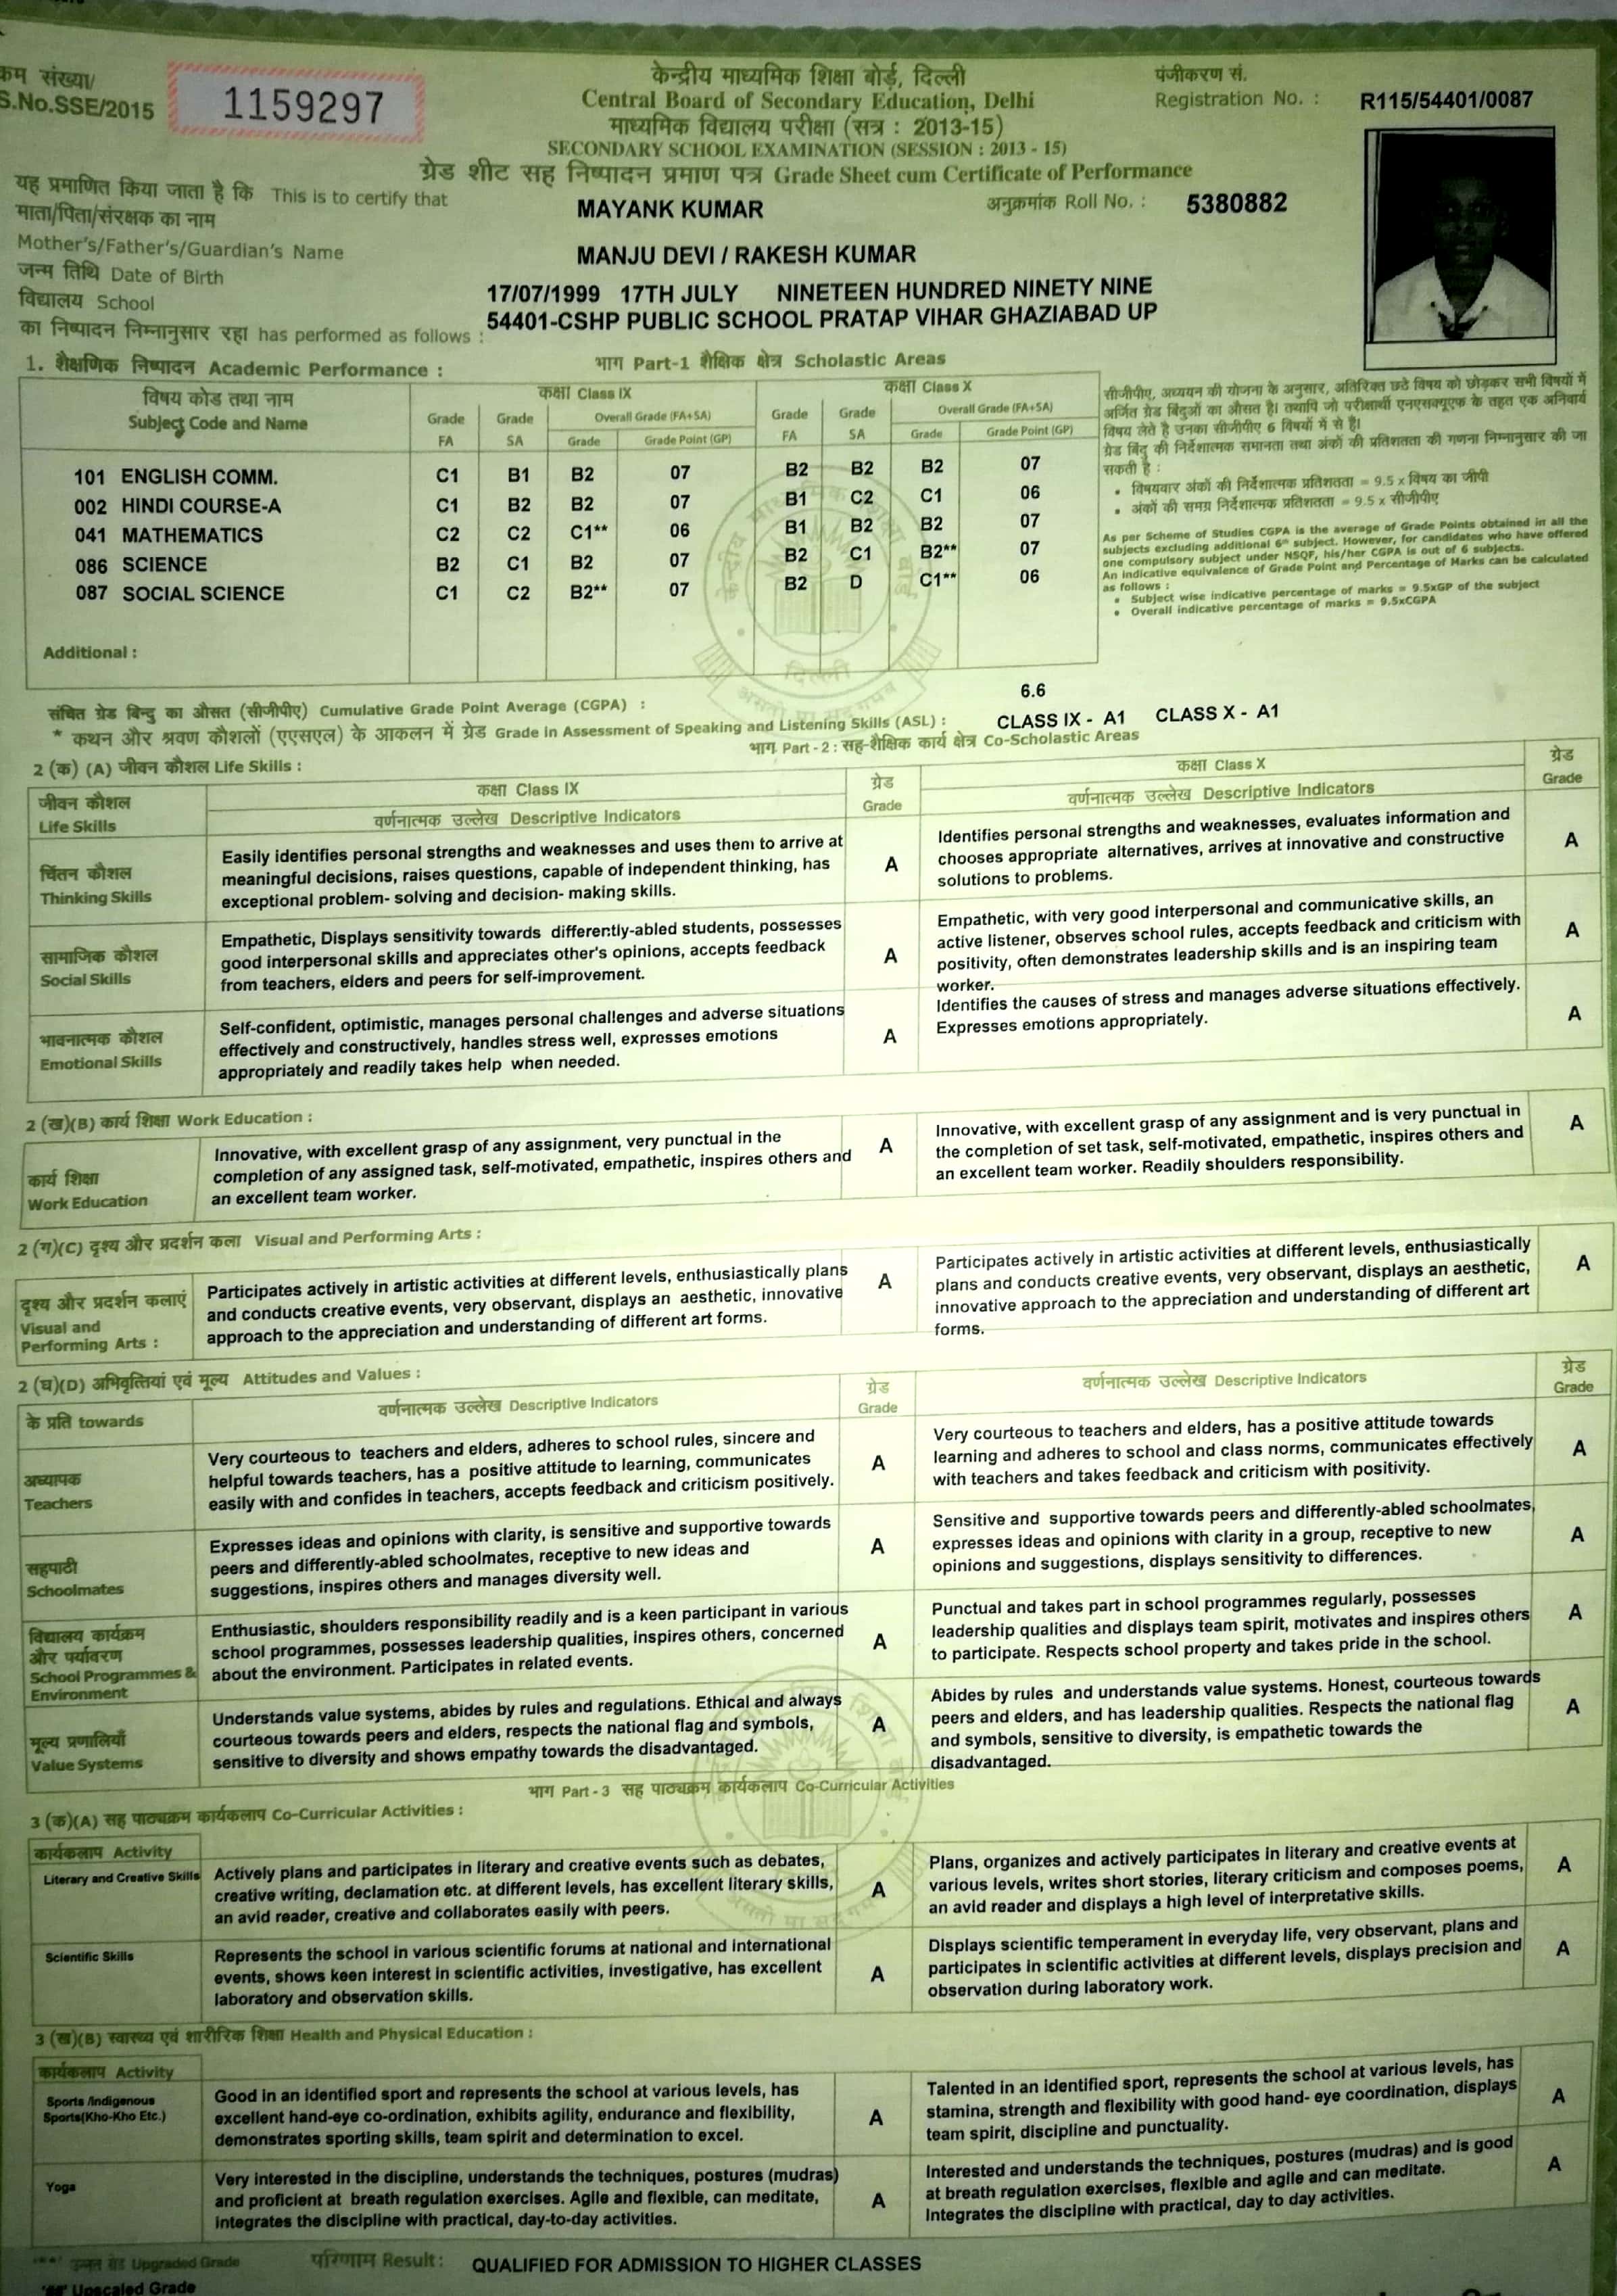 क्रम संख्या/
S.No.SSE/2015
1159297
केन्द्रीय माध्यमिक शिक्षा बोर्ड, दिल्ली
Central Board of Secondary Education, Delhi
माध्यमिक विद्यालय परीक्षा (सत्र : 2013-15)
SECONDARY SCHOOL EXAMINATION (SESSION : 2013 - 15)
ग्रेड शीट सह निष्पादन प्रमाण पत्र Grade Sheet cum Certificate of Performance
पंजीकरण सं.
Registration No. : R115/54401/0087
यह प्रमाणित किया जाता है कि This is to certify that MAYANK KUMAR अनुक्रमांक Roll No. : 5380882
माता/पिता/संरक्षक का नाम
Mother's/Father's/Guardian's Name MANJU DEVI / RAKESH KUMAR
जन्म तिथि Date of Birth 17/07/1999 17TH JULY NINETEEN HUNDRED NINETY NINE
विद्यालय School 54401-CSHP PUBLIC SCHOOL PRATAP VIHAR GHAZIABAD UP
का निष्पादन निम्नानुसार रहा has performed as follows :
भाग Part-1 शैक्षिक क्षेत्र Scholastic Areas
1. शैक्षणिक निष्पादन Academic Performance :
विषय कोड तथा नाम कक्षा Class IX कक्षा Class X
Subject Code and Name Grade Grade Overall Grade (FA+SA) Grade Grade Overall Grade (FA+SA)
FA SA Grade Grade Point (GP) FA SA Grade Grade Point (GP)
101 ENGLISH COMM. C1 B1 B2 07 B2 B2 B2 07
002 HINDI COURSE-A C1 B2 B2 07 B1 C2 C1 06
041 MATHEMATICS C2 C2 C1** 06 B1 B2 B2 07
086 SCIENCE B2 C1 B2 07 B2 C1 B2** 07
087 SOCIAL SCIENCE C1 C2 B2** 07 B2 D C1** 06
Additional :
सीजीपीए, अध्ययन की योजना के अनुसार, अतिरिक्त छठे विषय को छोड़कर सभी विषयों में
अर्जित ग्रेड बिंदुओं का औसत है। तथापि जो परीक्षार्थी एनएसक्यूएफ के तहत एक अनिवार्य
विषय लेते है उनका सीजीपीए 6 विषयों में से है।
ग्रेड बिंदु की निर्देशात्मक समानता तथा अंकों की प्रतिशतता की गणना निम्नानुसार की जा
सकती है :
• विषयवार अंकों की निर्देशात्मक प्रतिशतता = 9.5 x विषय का जीपी
• अंकों की समग्र निर्देशात्मक प्रतिशतता = 9.5 x सीजीपीए
As per Scheme of Studies CGPA is the average of Grade Points obtained in all the
subjects excluding additional 6th subject. However, for candidates who have offered
one compulsory subject under NSQF, his/her CGPA is out of 6 subjects.
An indicative equivalence of Grade Point and Percentage of Marks can be calculated
as follows :
• Subject wise indicative percentage of marks = 9.5xGP of the subject
• Overall indicative percentage of marks = 9.5xCGPA
संचित ग्रेड बिन्दु का औसत (सीजीपीए) Cumulative Grade Point Average (CGPA) : 6.6
* कथन और श्रवण कौशलों (एएसएल) के आकलन में ग्रेड Grade in Assessment of Speaking and Listening Skills (ASL) : CLASS IX - A1 CLASS X - A1
भाग Part - 2 : सह-शैक्षिक कार्य क्षेत्र Co-Scholastic Areas
2 (क) (A) जीवन कौशल Life Skills :
जीवन कौशल
Life Skills
कक्षा Class IX
वर्णनात्मक उल्लेख Descriptive Indicators
ग्रेड
Grade
कक्षा Class X
वर्णनात्मक उल्लेख Descriptive Indicators
ग्रेड
Grade
चिंतन कौशल
Thinking Skills
Easily identifies personal strengths and weaknesses and uses them to arrive at
meaningful decisions, raises questions, capable of independent thinking, has
exceptional problem- solving and decision- making skills.
A
Identifies personal strengths and weaknesses, evaluates information and
chooses appropriate alternatives, arrives at innovative and constructive
solutions to problems.
A
सामाजिक कौशल
Social Skills
Empathetic, Displays sensitivity towards differently-abled students, possesses
good interpersonal skills and appreciates other's opinions, accepts feedback
from teachers, elders and peers for self-improvement.
A
Empathetic, with very good interpersonal and communicative skills, an
active listener, observes school rules, accepts feedback and criticism with
positivity, often demonstrates leadership skills and is an inspiring team
worker.
A
भावनात्मक कौशल
Emotional Skills
Self-confident, optimistic, manages personal challenges and adverse situations
effectively and constructively, handles stress well, expresses emotions
appropriately and readily takes help when needed.
A
Identifies the causes of stress and manages adverse situations effectively.
Expresses emotions appropriately.
A
2 (ख)(B) कार्य शिक्षा Work Education :
कार्य शिक्षा
Work Education
Innovative, with excellent grasp of any assignment, very punctual in the
completion of any assigned task, self-motivated, empathetic, inspires others and
an excellent team worker.
A
Innovative, with excellent grasp of any assignment and is very punctual in
the completion of set task, self-motivated, empathetic, inspires others and
an excellent team worker. Readily shoulders responsibility.
A
2 (ग)(C) दृश्य और प्रदर्शन कला Visual and Performing Arts :
दृश्य और प्रदर्शन कलाएं
Visual and
Performing Arts :
Participates actively in artistic activities at different levels, enthusiastically plans
and conducts creative events, very observant, displays an aesthetic, innovative
approach to the appreciation and understanding of different art forms.
A
Participates actively in artistic activities at different levels, enthusiastically
plans and conducts creative events, very observant, displays an aesthetic,
innovative approach to the appreciation and understanding of different art
forms.
A
2 (घ)(D) अभिवृत्तियां एवं मूल्य Attitudes and Values :
के प्रति towards
वर्णनात्मक उल्लेख Descriptive Indicators
ग्रेड
Grade
वर्णनात्मक उल्लेख Descriptive Indicators
ग्रेड
Grade
अध्यापक
Teachers
Very courteous to teachers and elders, adheres to school rules, sincere and
helpful towards teachers, has a positive attitude to learning, communicates
easily with and confides in teachers, accepts feedback and criticism positively.
A
Very courteous to teachers and elders, has a positive attitude towards
learning and adheres to school and class norms, communicates effectively
with teachers and takes feedback and criticism with positivity.
A
सहपाठी
Schoolmates
Expresses ideas and opinions with clarity, is sensitive and supportive towards
peers and differently-abled schoolmates, receptive to new ideas and
suggestions, inspires others and manages diversity well.
A
Sensitive and supportive towards peers and differently-abled schoolmates,
expresses ideas and opinions with clarity in a group, receptive to new
opinions and suggestions, displays sensitivity to differences.
A
विद्यालय कार्यक्रम
और पर्यावरण
School Programmes &
Environment
Enthusiastic, shoulders responsibility readily and is a keen participant in various
school programmes, possesses leadership qualities, inspires others, concerned
about the environment. Participates in related events.
A
Punctual and takes part in school programmes regularly, possesses
leadership qualities and displays team spirit, motivates and inspires others
to participate. Respects school property and takes pride in the school.
A
मूल्य प्रणालियाँ
Value Systems
Understands value systems, abides by rules and regulations. Ethical and always
courteous towards peers and elders, respects the national flag and symbols,
sensitive to diversity and shows empathy towards the disadvantaged.
A
Abides by rules and understands value systems. Honest, courteous towards
peers and elders, and has leadership qualities. Respects the national flag
and symbols, sensitive to diversity, is empathetic towards the
disadvantaged.
A
भाग Part - 3 सह पाठ्यक्रम कार्यकलाप Co-Curricular Activities
3 (क)(A) सह पाठ्यक्रम कार्यकलाप Co-Curricular Activities :
कार्यकलाप Activity
Literary and Creative Skills
Actively plans and participates in literary and creative events such as debates,
creative writing, declamation etc. at different levels, has excellent literary skills,
an avid reader, creative and collaborates easily with peers.
A
Plans, organizes and actively participates in literary and creative events at
various levels, writes short stories, literary criticism and composes poems,
an avid reader and displays a high level of interpretative skills.
A
Scientific Skills
Represents the school in various scientific forums at national and international
events, shows keen interest in scientific activities, investigative, has excellent
laboratory and observation skills.
A
Displays scientific temperament in everyday life, very observant, plans and
participates in scientific activities at different levels, displays precision and
observation during laboratory work.
A
3 (ख)(B) स्वास्थ्य एवं शारीरिक शिक्षा Health and Physical Education :
कार्यकलाप Activity
Sports /Indigenous
Sports(Kho-Kho Etc.)
Good in an identified sport and represents the school at various levels, has
excellent hand-eye co-ordination, exhibits agility, endurance and flexibility,
demonstrates sporting skills, team spirit and determination to excel.
A
Talented in an identified sport, represents the school at various levels, has
stamina, strength and flexibility with good hand- eye coordination, displays
team spirit, discipline and punctuality.
A
Yoga
Very interested in the discipline, understands the techniques, postures (mudras)
and proficient at breath regulation exercises. Agile and flexible, can meditate,
integrates the discipline with practical, day-to-day activities.
A
Interested and understands the techniques, postures (mudras) and is good
at breath regulation exercises, flexible and agile and can meditate.
Integrates the discipline with practical, day to day activities.
A
Upgraded Grade परिणाम Result : QUALIFIED FOR ADMISSION TO HIGHER CLASSES
'##' Upscaled Grade